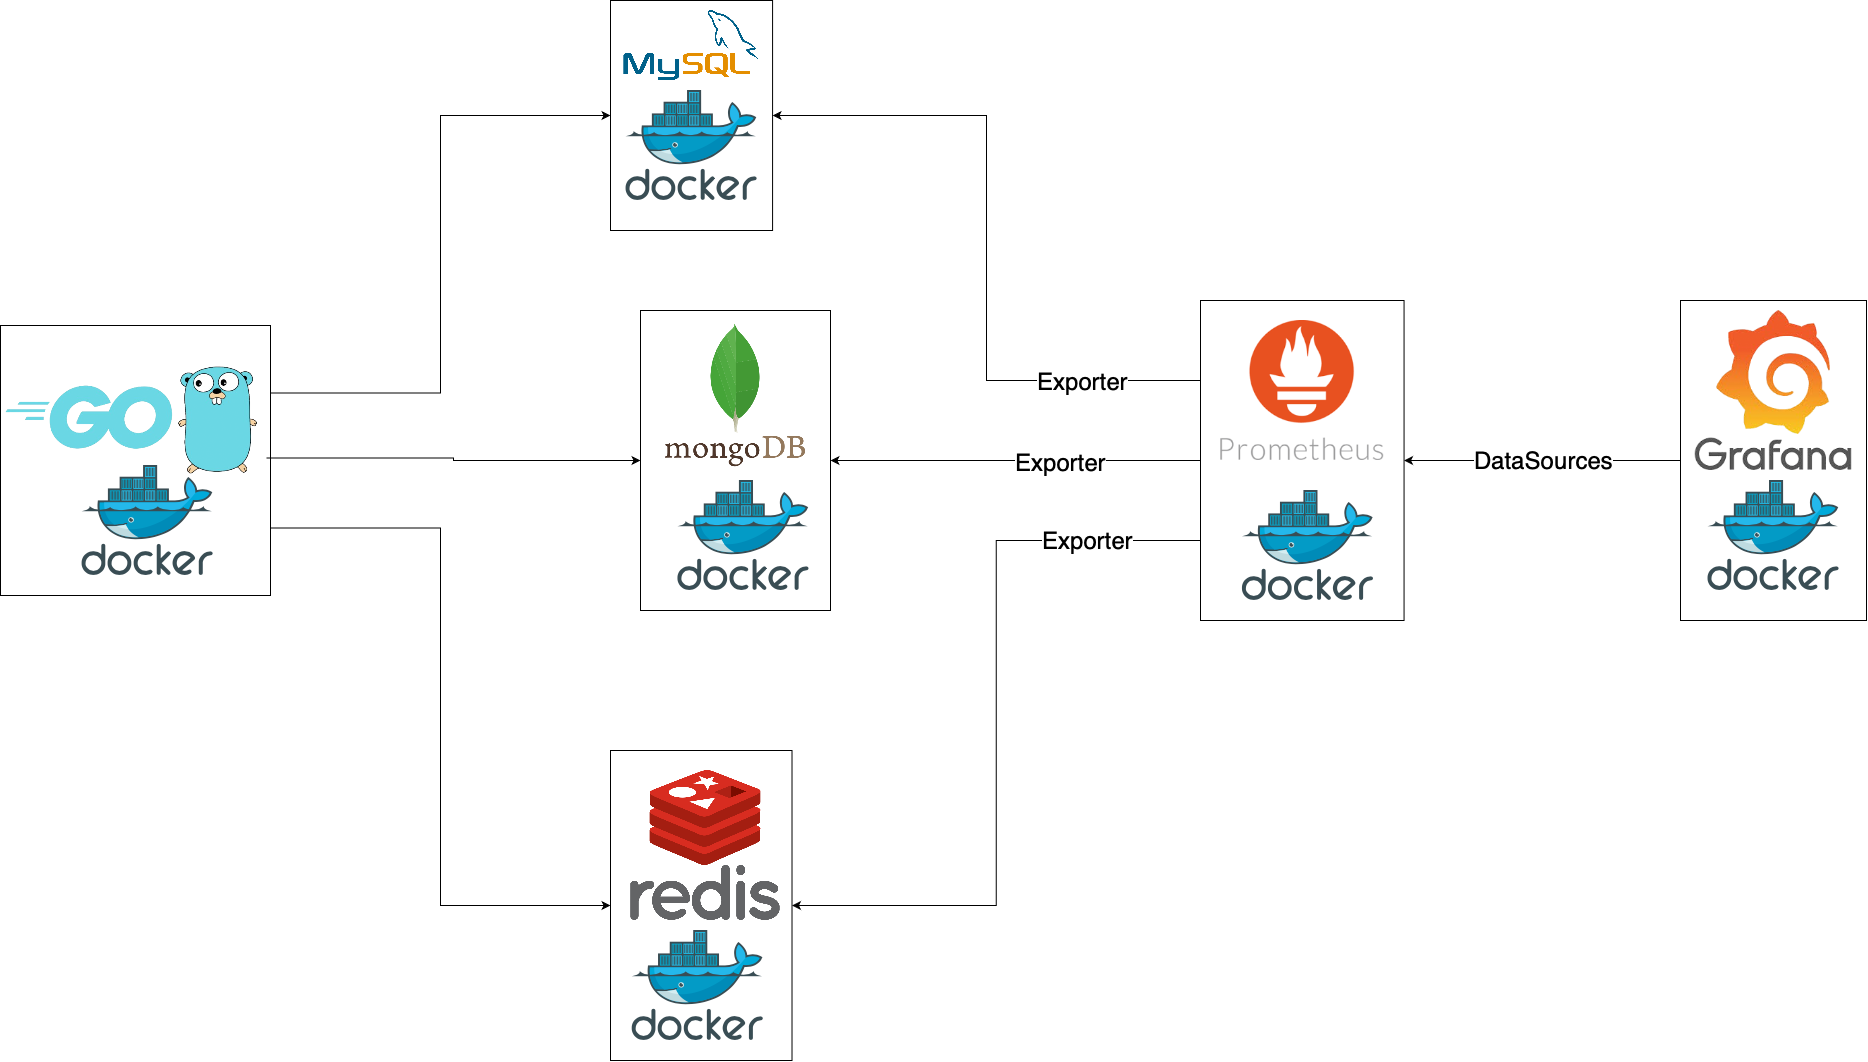 MySQL
docker
GO
docker
mongoDB
docker
Exporter
Exporter
Exporter
Prometheus
docker
DataSources
Grafana
docker
redis
docker